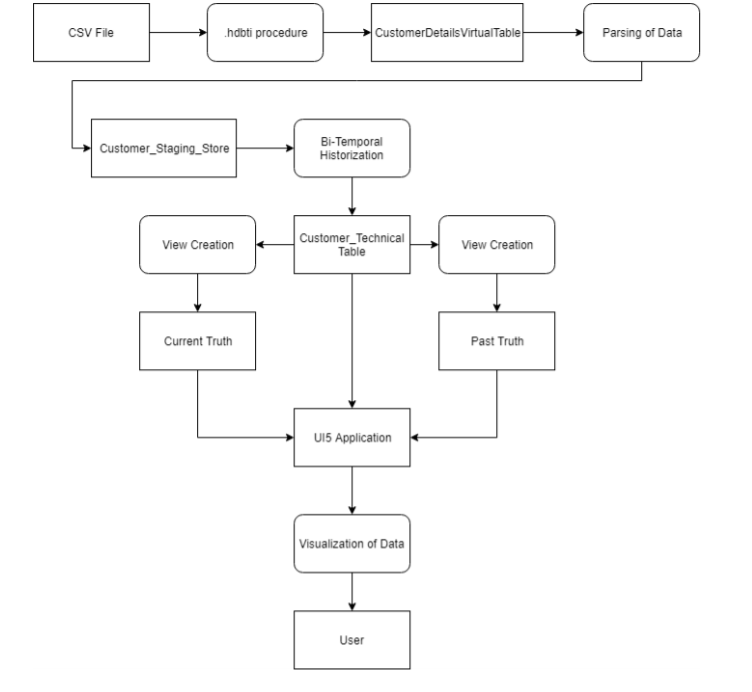 CSV File
.hdbti procedure
CustomerDetailsVirtualTable
Parsing of Data
Customer_Staging_Store
Bi-Temporal
Historization
View Creation
Customer_Technical
Table
View Creation
Current Truth
Past Truth
UI5 Application
Visualization of Data
User